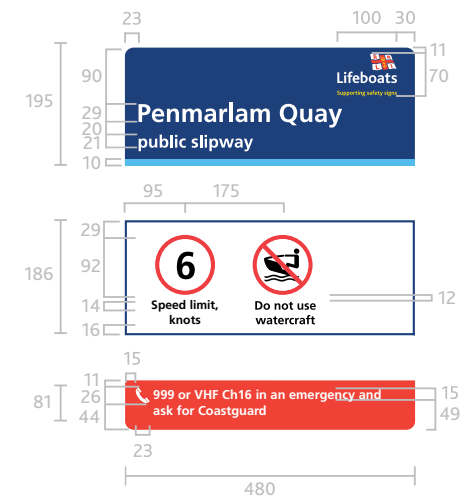 23
100
30
11
90
70
195
29
20
21
10
RNLI
Lifeboats
Supporting safety signs
Penmarlam Quay
public slipway
95
175
29
92
186
14
16
12
6
Speed limit,
knots
Do not use
watercraft
15
11
26
81
44
15
49
999 or VHF Ch16 in an emergency and
ask for Coastguard
23
480